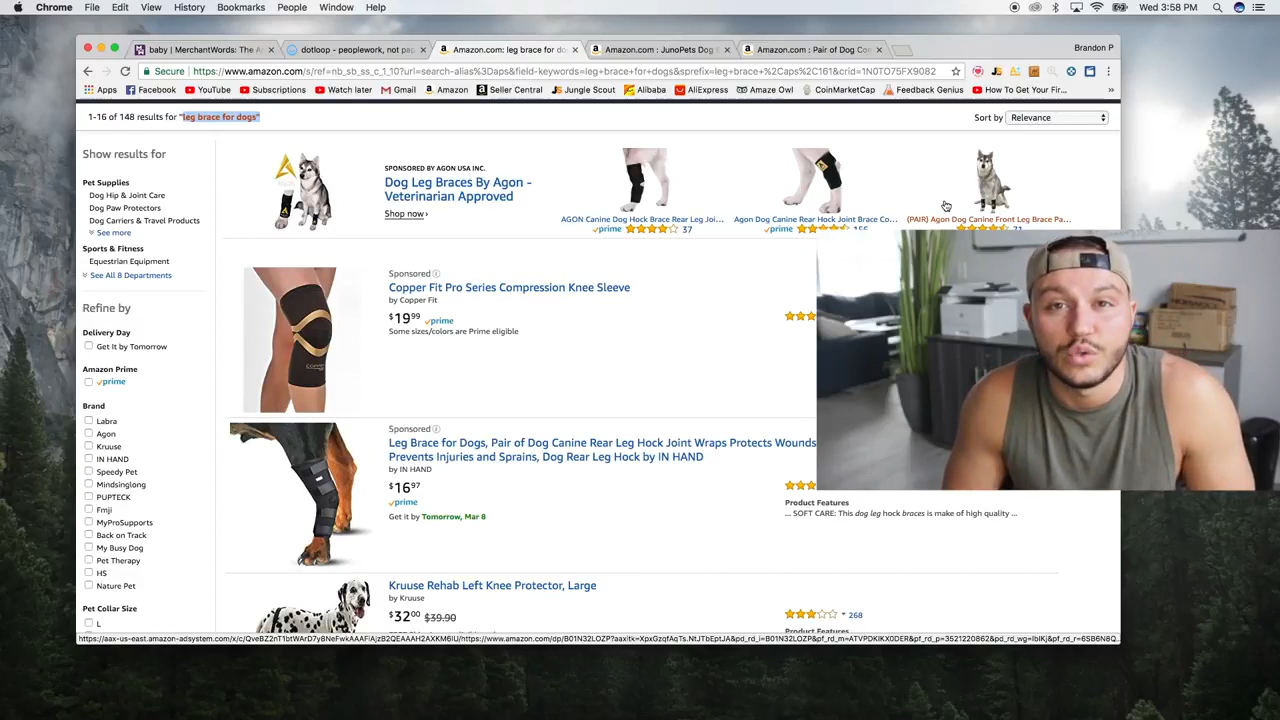 Chrome File Edit View History Bookmarks People Window Help Wed 3:58 PM
baby | MerchantWords: The A dotloop - peoplework, not pap Amazon.com: leg brace for do Amazon.com : JunoPets Dog Amazon.com : Pair of Dog Co Brandon P
Secure https://www.amazon.com/s/ref=nb_sb_ss_c_1_10?url=search-alias%3Daps&field-keywords=leg+brace+for+dogs&sprefix=leg+brace+%2Caps%2C161&crid=1N0TO75FX9082
Apps Facebook YouTube Subscriptions Watch later Gmail Amazon Seller Central Jungle Scout Alibaba AliExpress Amaze Owl CoinMarketCap Feedback Genius How To Get Your F... »
1-16 of 148 results for "leg brace for dogs" Sort by Relevance
Show results for
Pet Supplies
Dog Hip & Joint Care
Dog Paw Protectors
Dog Carriers & Travel Products
See more
Sports & Fitness
Equestrian Equipment
See All 8 Departments
Refine by
Delivery Day
Get It by Tomorrow
Amazon Prime
prime
Brand
Labra
Agon
Kruuse
IN HAND
Speedy Pet
Mindsinglong
PUPTECK
Fmji
MyProSupports
Back on Track
My Busy Dog
Pet Therapy
HS
Nature Pet
Pet Collar Size
L
SPONSORED BY AGON USA INC.
Dog Leg Braces By Agon -
Veterinarian Approved
Shop now ›
AGON Canine Dog Hock Brace Rear Leg Joi...
prime 37
Agon Dog Canine Rear Hock Joint Brace Co...
prime 156
(PAIR) Agon Dog Canine Front Leg Brace Pa...
71
Sponsored
Copper Fit Pro Series Compression Knee Sleeve
by Copper Fit
$19 99 prime
Some sizes/colors are Prime eligible
Sponsored
Leg Brace for Dogs, Pair of Dog Canine Rear Leg Hock Joint Wraps Protects Wounds
Prevents Injuries and Sprains, Dog Rear Leg Hock by IN HAND
by IN HAND
$16 97
prime
Get it by Tomorrow, Mar 8
Product Features
... SOFT CARE: This dog leg hock braces is make of high quality ...
Kruuse Rehab Left Knee Protector, Large
by Kruuse
$32 00 $39.90
268
Product Features